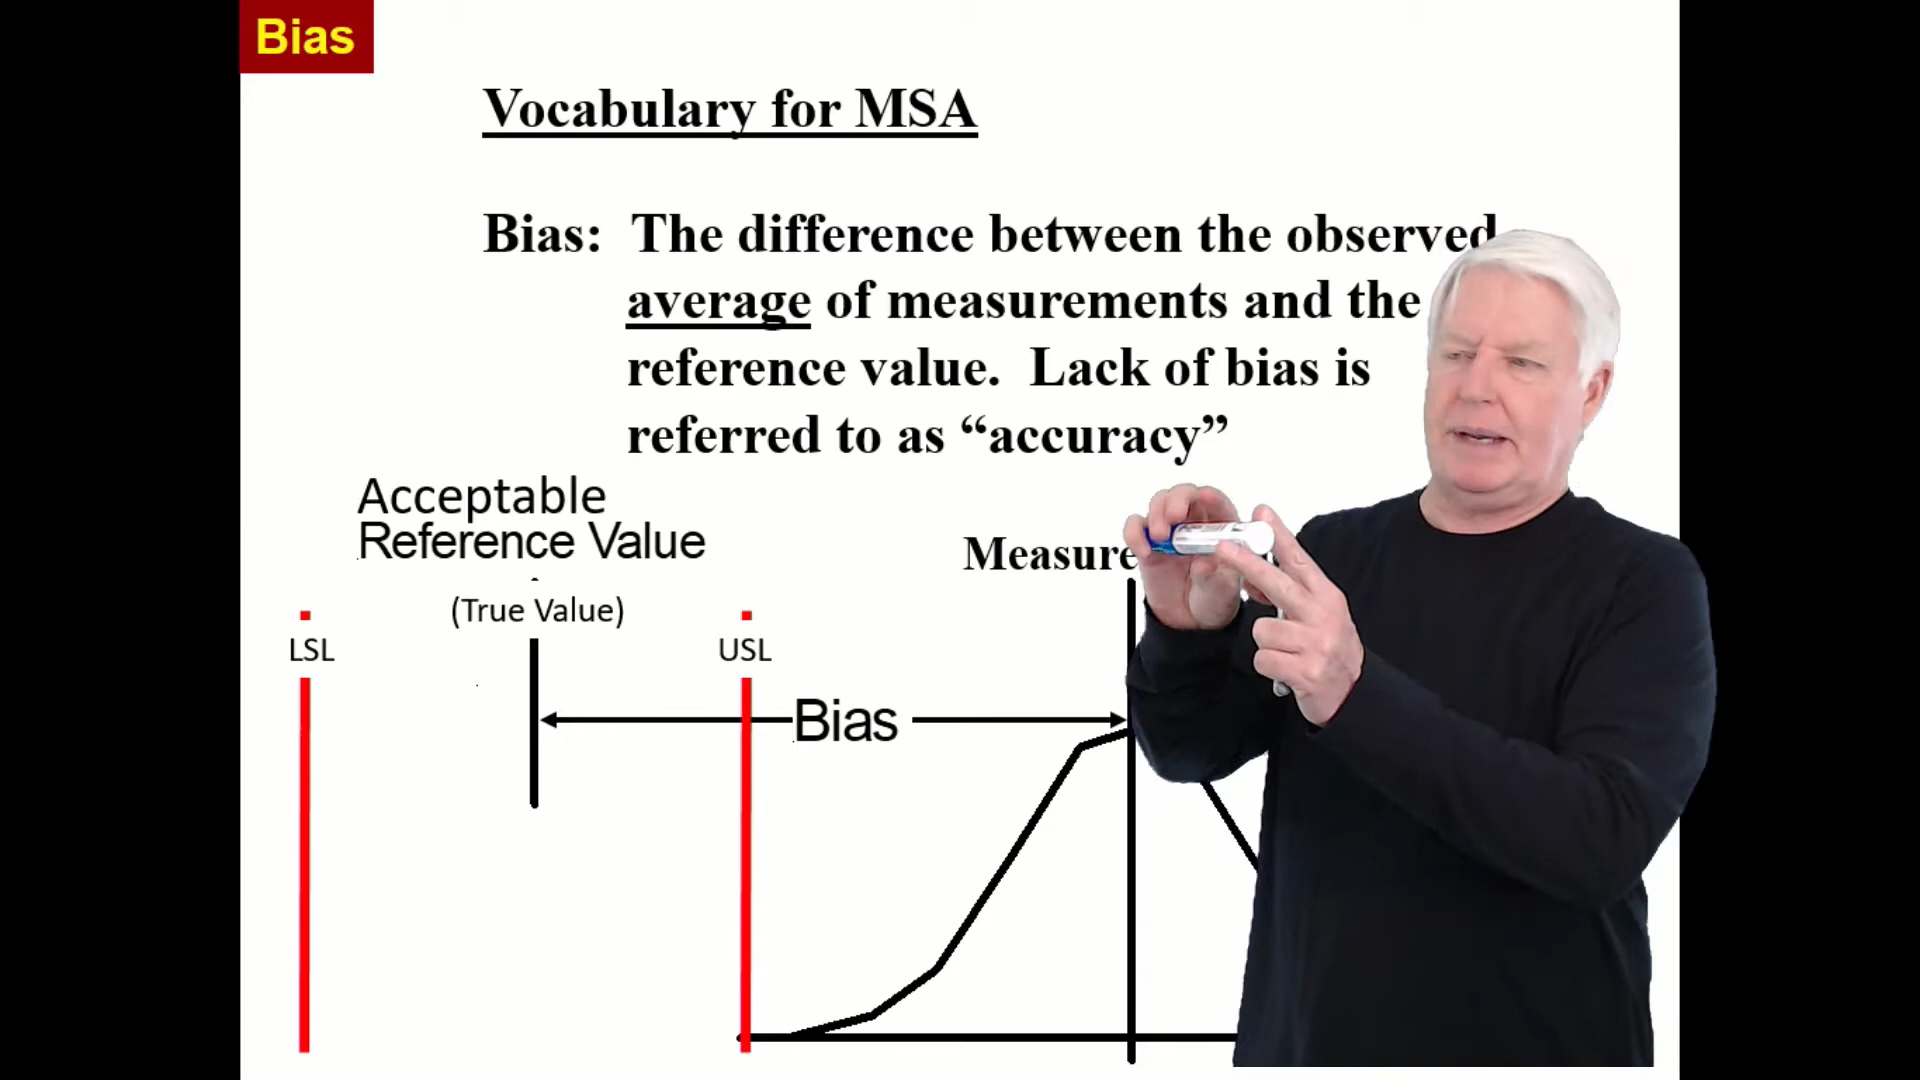 Bias
Vocabulary for MSA
Bias: The difference between the observed
average of measurements and the
reference value. Lack of bias is
referred to as “accuracy”
Acceptable
Reference Value
Measure
(True Value)
LSL
USL
Bias